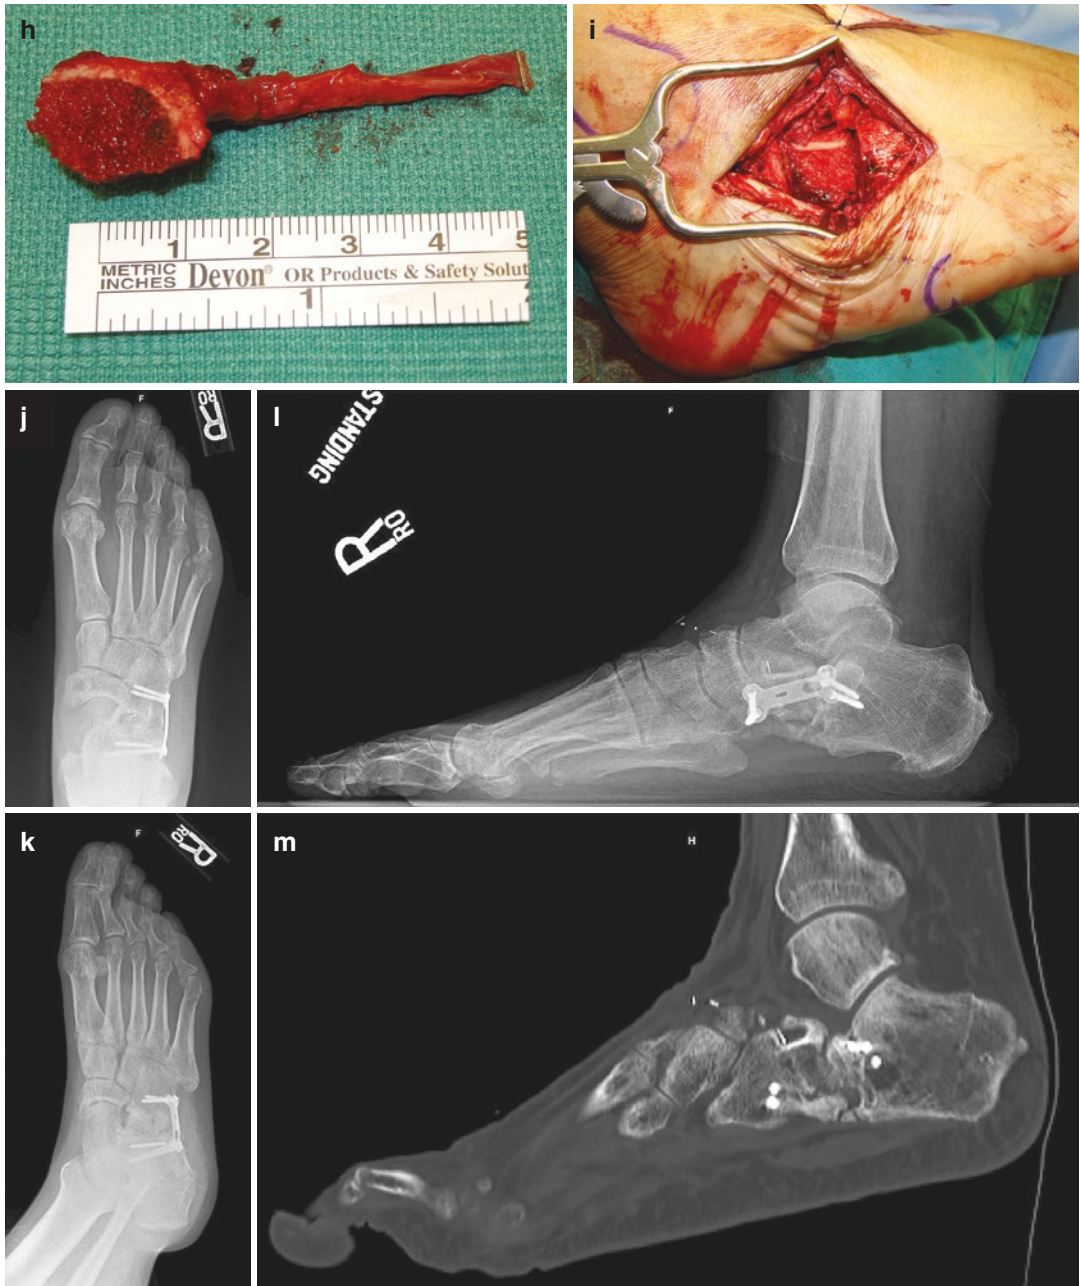 h
1 2 3 4 5
METRIC
INCHES Devon® OR Products & Safety Solut
1
i
j
F
R
RO
l
STANDING
F
R
RO
k
F
R
RO
m
H